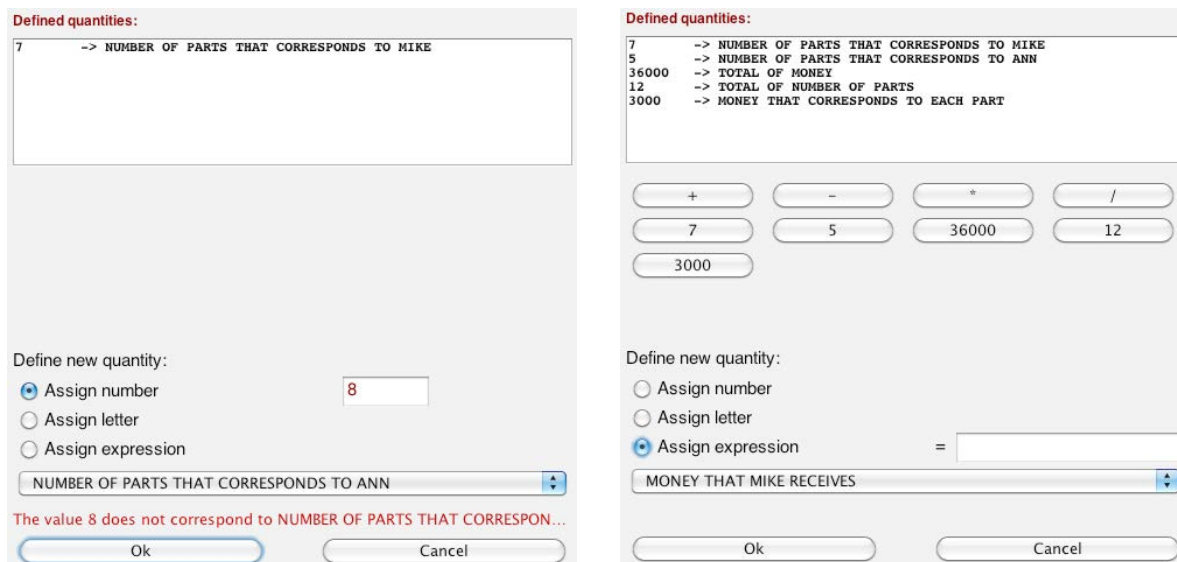 Defined quantities:
7 -> NUMBER OF PARTS THAT CORRESPONDS TO MIKE
Define new quantity:
Assign number 8
Assign letter
Assign expression
NUMBER OF PARTS THAT CORRESPONDS TO ANN
The value 8 does not correspond to NUMBER OF PARTS THAT CORRESPON...
Ok Cancel
Defined quantities:
7 -> NUMBER OF PARTS THAT CORRESPONDS TO MIKE
5 -> NUMBER OF PARTS THAT CORRESPONDS TO ANN
36000 -> TOTAL OF MONEY
12 -> TOTAL OF NUMBER OF PARTS
3000 -> MONEY THAT CORRESPONDS TO EACH PART
+ - * /
7 5 36000 12
3000
Define new quantity:
Assign number
Assign letter
Assign expression =
MONEY THAT MIKE RECEIVES
Ok Cancel